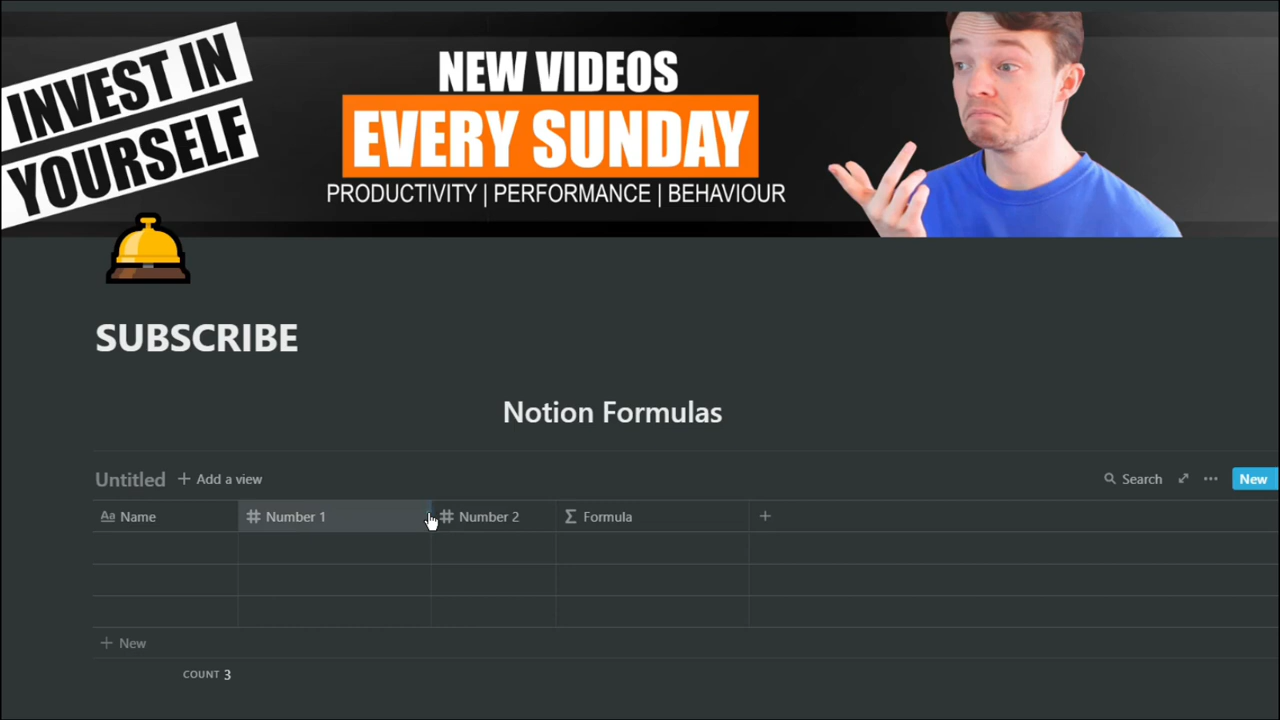 INVEST IN
YOURSELF
NEW VIDEOS
EVERY SUNDAY
PRODUCTIVITY | PERFORMANCE | BEHAVIOUR
SUBSCRIBE
Notion Formulas
Untitled + Add a view Search New
Aa Name # Number 1 # Number 2 Σ Formula +
+ New
COUNT 3